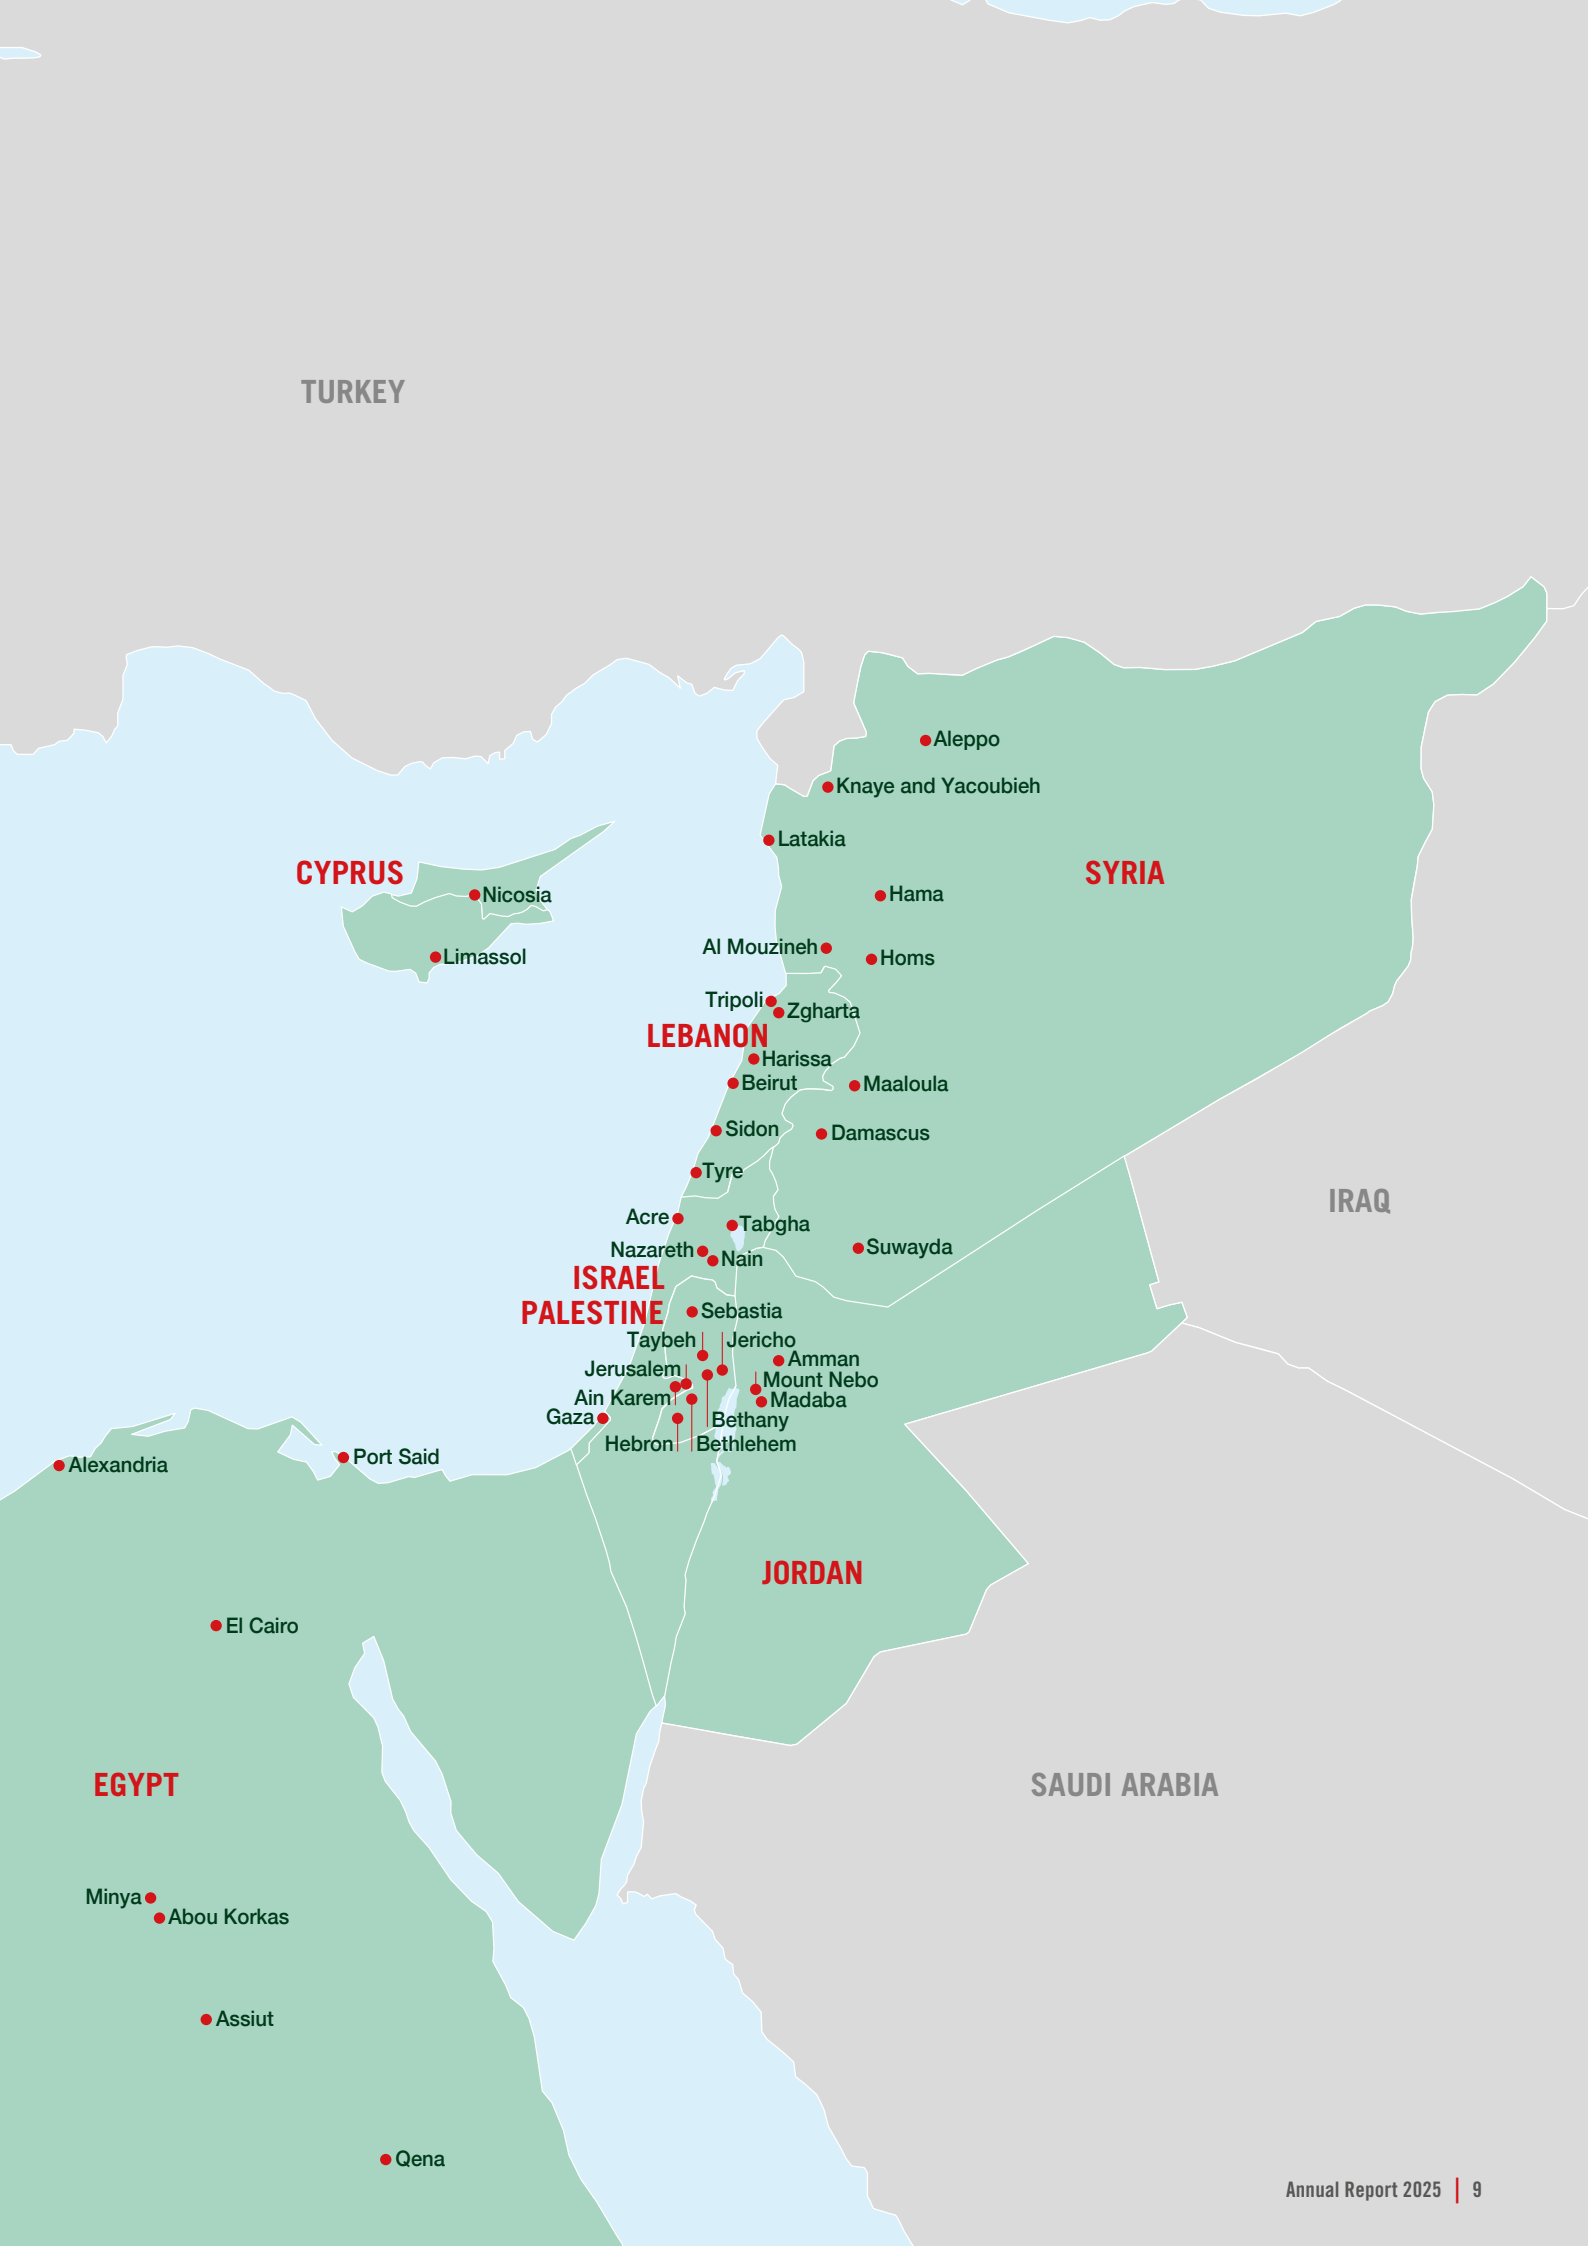 TURKEY
Aleppo
Knaye and Yacoubieh
Latakia
CYPRUS
SYRIA
Nicosia
Hama
Al Mouzineh
Limassol
Homs
Tripoli
Zgharta
LEBANON
Harissa
Beirut
Maaloula
Sidon
Damascus
Tyre
IRAQ
Acre
Tabgha
Nazareth
Nain
Suwayda
ISRAEL
PALESTINE
Sebastia
Taybeh
Jericho
Amman
Jerusalem
Mount Nebo
Ain Karem
Madaba
Gaza
Bethany
Hebron
Bethlehem
Port Said
Alexandria
JORDAN
El Cairo
EGYPT
SAUDI ARABIA
Minya
Abou Korkas
Assiut
Qena
Annual Report 2025 | 9